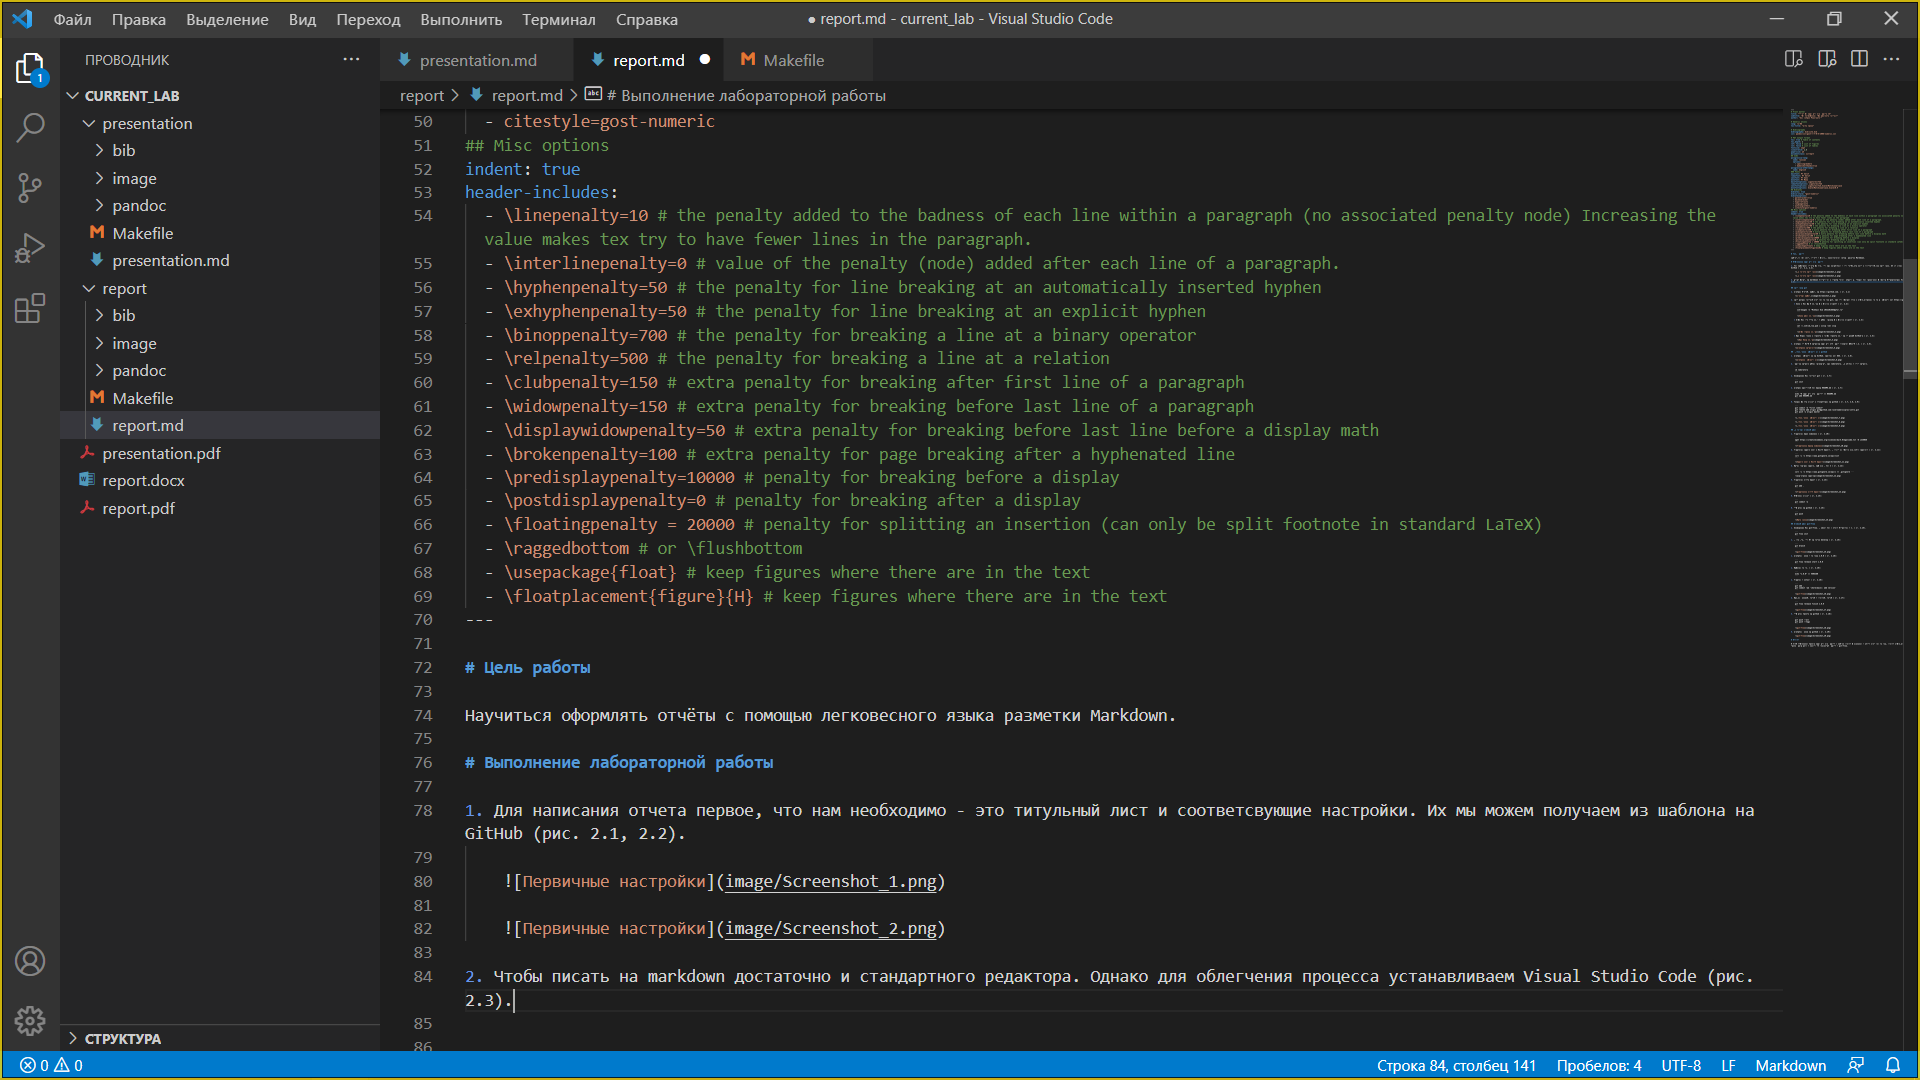 Файл Правка Выделение Вид Переход Выполнить Терминал Справка
● report.md - current_lab - Visual Studio Code
ПРОВОДНИК
1
CURRENT_LAB
presentation
bib
image
pandoc
Makefile
presentation.md
report
bib
image
pandoc
Makefile
report.md
presentation.pdf
report.docx
report.pdf
СТРУКТУРА
presentation.md report.md Makefile
report > report.md > # Выполнение лабораторной работы
50 - citestyle=gost-numeric
51 ## Misc options
52 indent: true
53 header-includes:
54 - \linepenalty=10 # the penalty added to the badness of each line within a paragraph (no associated penalty node) Increasing the
value makes tex try to have fewer lines in the paragraph.
55 - \interlinepenalty=0 # value of the penalty (node) added after each line of a paragraph.
56 - \hyphenpenalty=50 # the penalty for line breaking at an automatically inserted hyphen
57 - \exhyphenpenalty=50 # the penalty for line breaking at an explicit hyphen
58 - \binoppenalty=700 # the penalty for breaking a line at a binary operator
59 - \relpenalty=500 # the penalty for breaking a line at a relation
60 - \clubpenalty=150 # extra penalty for breaking after first line of a paragraph
61 - \widowpenalty=150 # extra penalty for breaking before last line of a paragraph
62 - \displaywidowpenalty=50 # extra penalty for breaking before last line before a display math
63 - \brokenpenalty=100 # extra penalty for page breaking after a hyphenated line
64 - \predisplaypenalty=10000 # penalty for breaking before a display
65 - \postdisplaypenalty=0 # penalty for breaking after a display
66 - \floatingpenalty = 20000 # penalty for splitting an insertion (can only be split footnote in standard LaTeX)
67 - \raggedbottom # or \flushbottom
68 - \usepackage{float} # keep figures where there are in the text
69 - \floatplacement{figure}{H} # keep figures where there are in the text
70 ---
71
72 # Цель работы
73
74 Научиться оформлять отчёты с помощью легковесного языка разметки Markdown.
75
76 # Выполнение лабораторной работы
77
78 1. Для написания отчета первое, что нам необходимо - это титульный лист и соответсвующие настройки. Их мы можем получаем из шаблона на
GitHub (рис. 2.1, 2.2).
79
80 ![Первичные настройки](image/Screenshot_1.png)
81
82 ![Первичные настройки](image/Screenshot_2.png)
83
84 2. Чтобы писать на markdown достаточно и стандартного редактора. Однако для облегчения процесса устанавливаем Visual Studio Code (рис.
2.3).
85
86
0 0
Строка 84, столбец 141 Пробелов: 4 UTF-8 LF Markdown